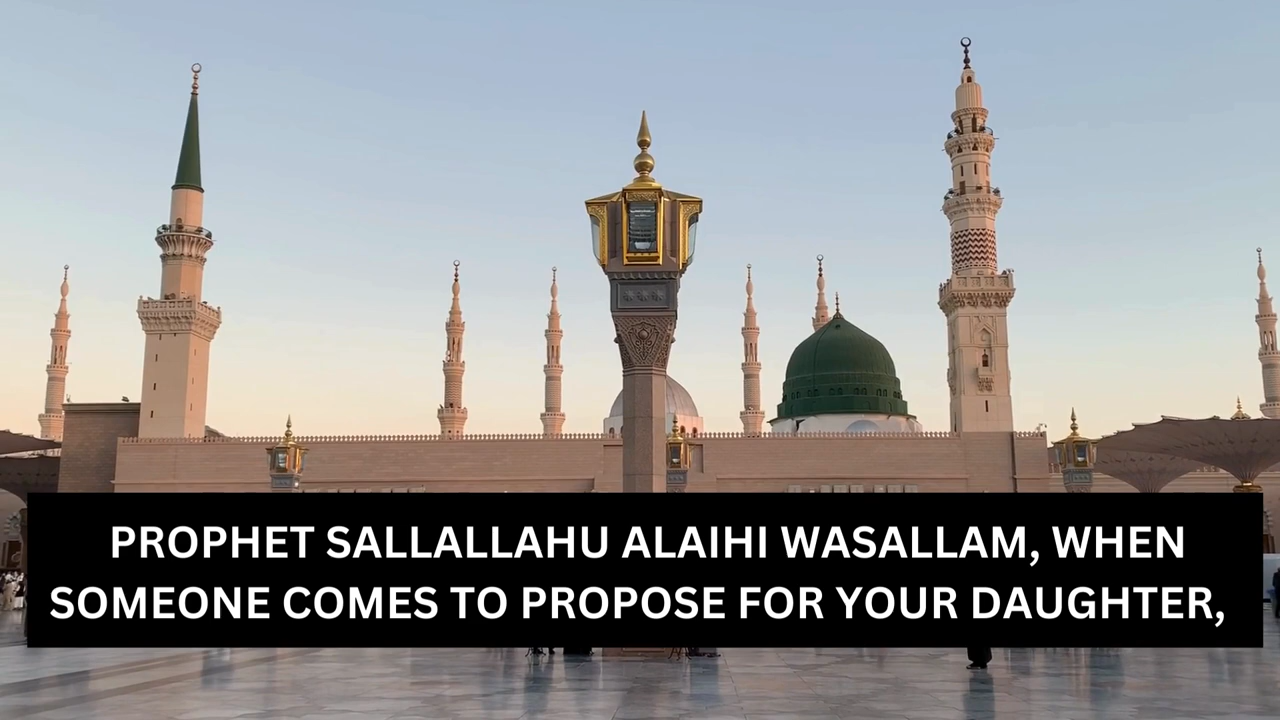 PROPHET SALLALLAHU ALAIHI WASALLAM, WHEN
SOMEONE COMES TO PROPOSE FOR YOUR DAUGHTER,